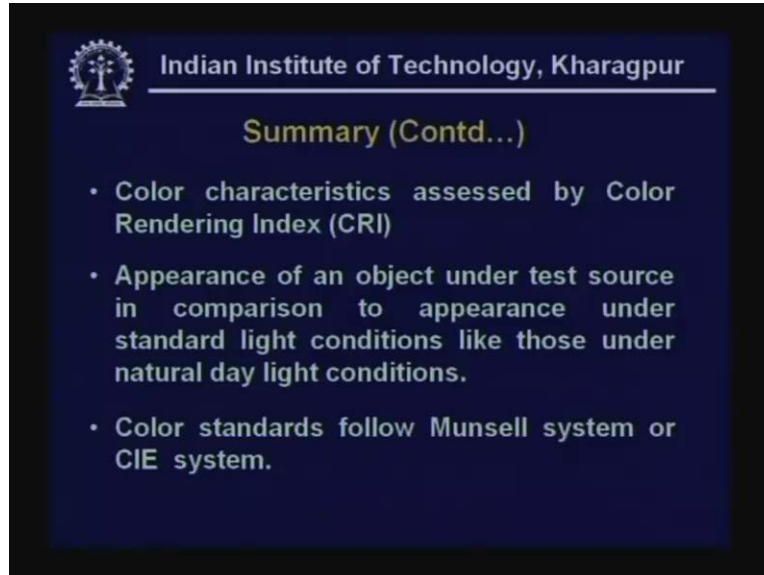 Indian Institute of Technology, Kharagpur
Summary (Contd...)
• Color characteristics assessed by Color
Rendering Index (CRI)
• Appearance of an object under test source
in comparison to appearance under
standard light conditions like those under
natural day light conditions.
• Color standards follow Munsell system or
CIE system.